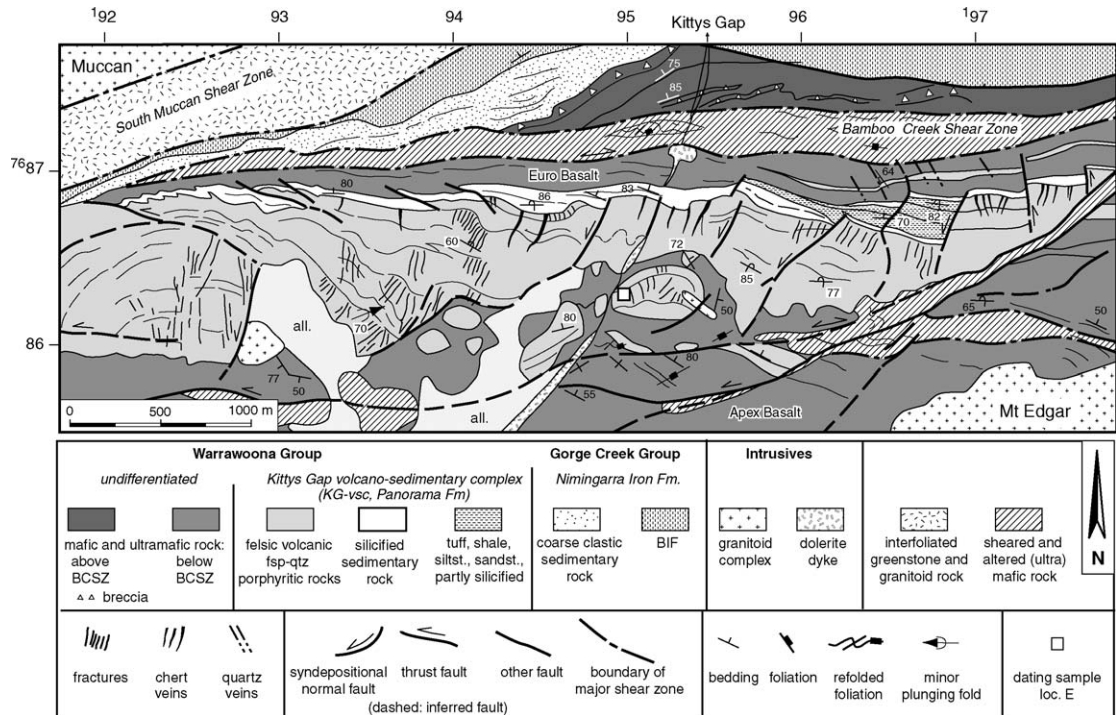 192 93 94 95 96 197
Kittys Gap
Muccan
South Muccan Shear Zone
75
85
Bamboo Creek Shear Zone
7687
Euro Basalt
80
86
83
64
70
82
60
72
85
77
all.
70
80
50
65
86
77
50
80
55
0 500 1000 m
all.
Apex Basalt
Mt Edgar
Warrawoona Group
undifferentiated
Kittys Gap volcano-sedimentary complex
(KG-vsc, Panorama Fm)
Gorge Creek Group
Nimingarra Iron Fm.
Intrusives
mafic and ultramafic rock:
above below
BCSZ BCSZ
breccia
felsic volcanic
fsp-qtz
porphyritic rocks
silicified
sedimentary
rock
tuff, shale,
siltst., sandst.,
partly silicified
coarse clastic
sedimentary
rock
BIF
granitoid
complex
dolerite
dyke
interfoliated
greenstone and
granitoid rock
sheared and
altered (ultra)
mafic rock
N
fractures
chert
veins
quartz
veins
syndepositional
normal fault
thrust fault
other fault
boundary of
major shear zone
(dashed: inferred fault)
bedding
foliation
refolded
foliation
minor
plunging fold
dating sample
loc. E